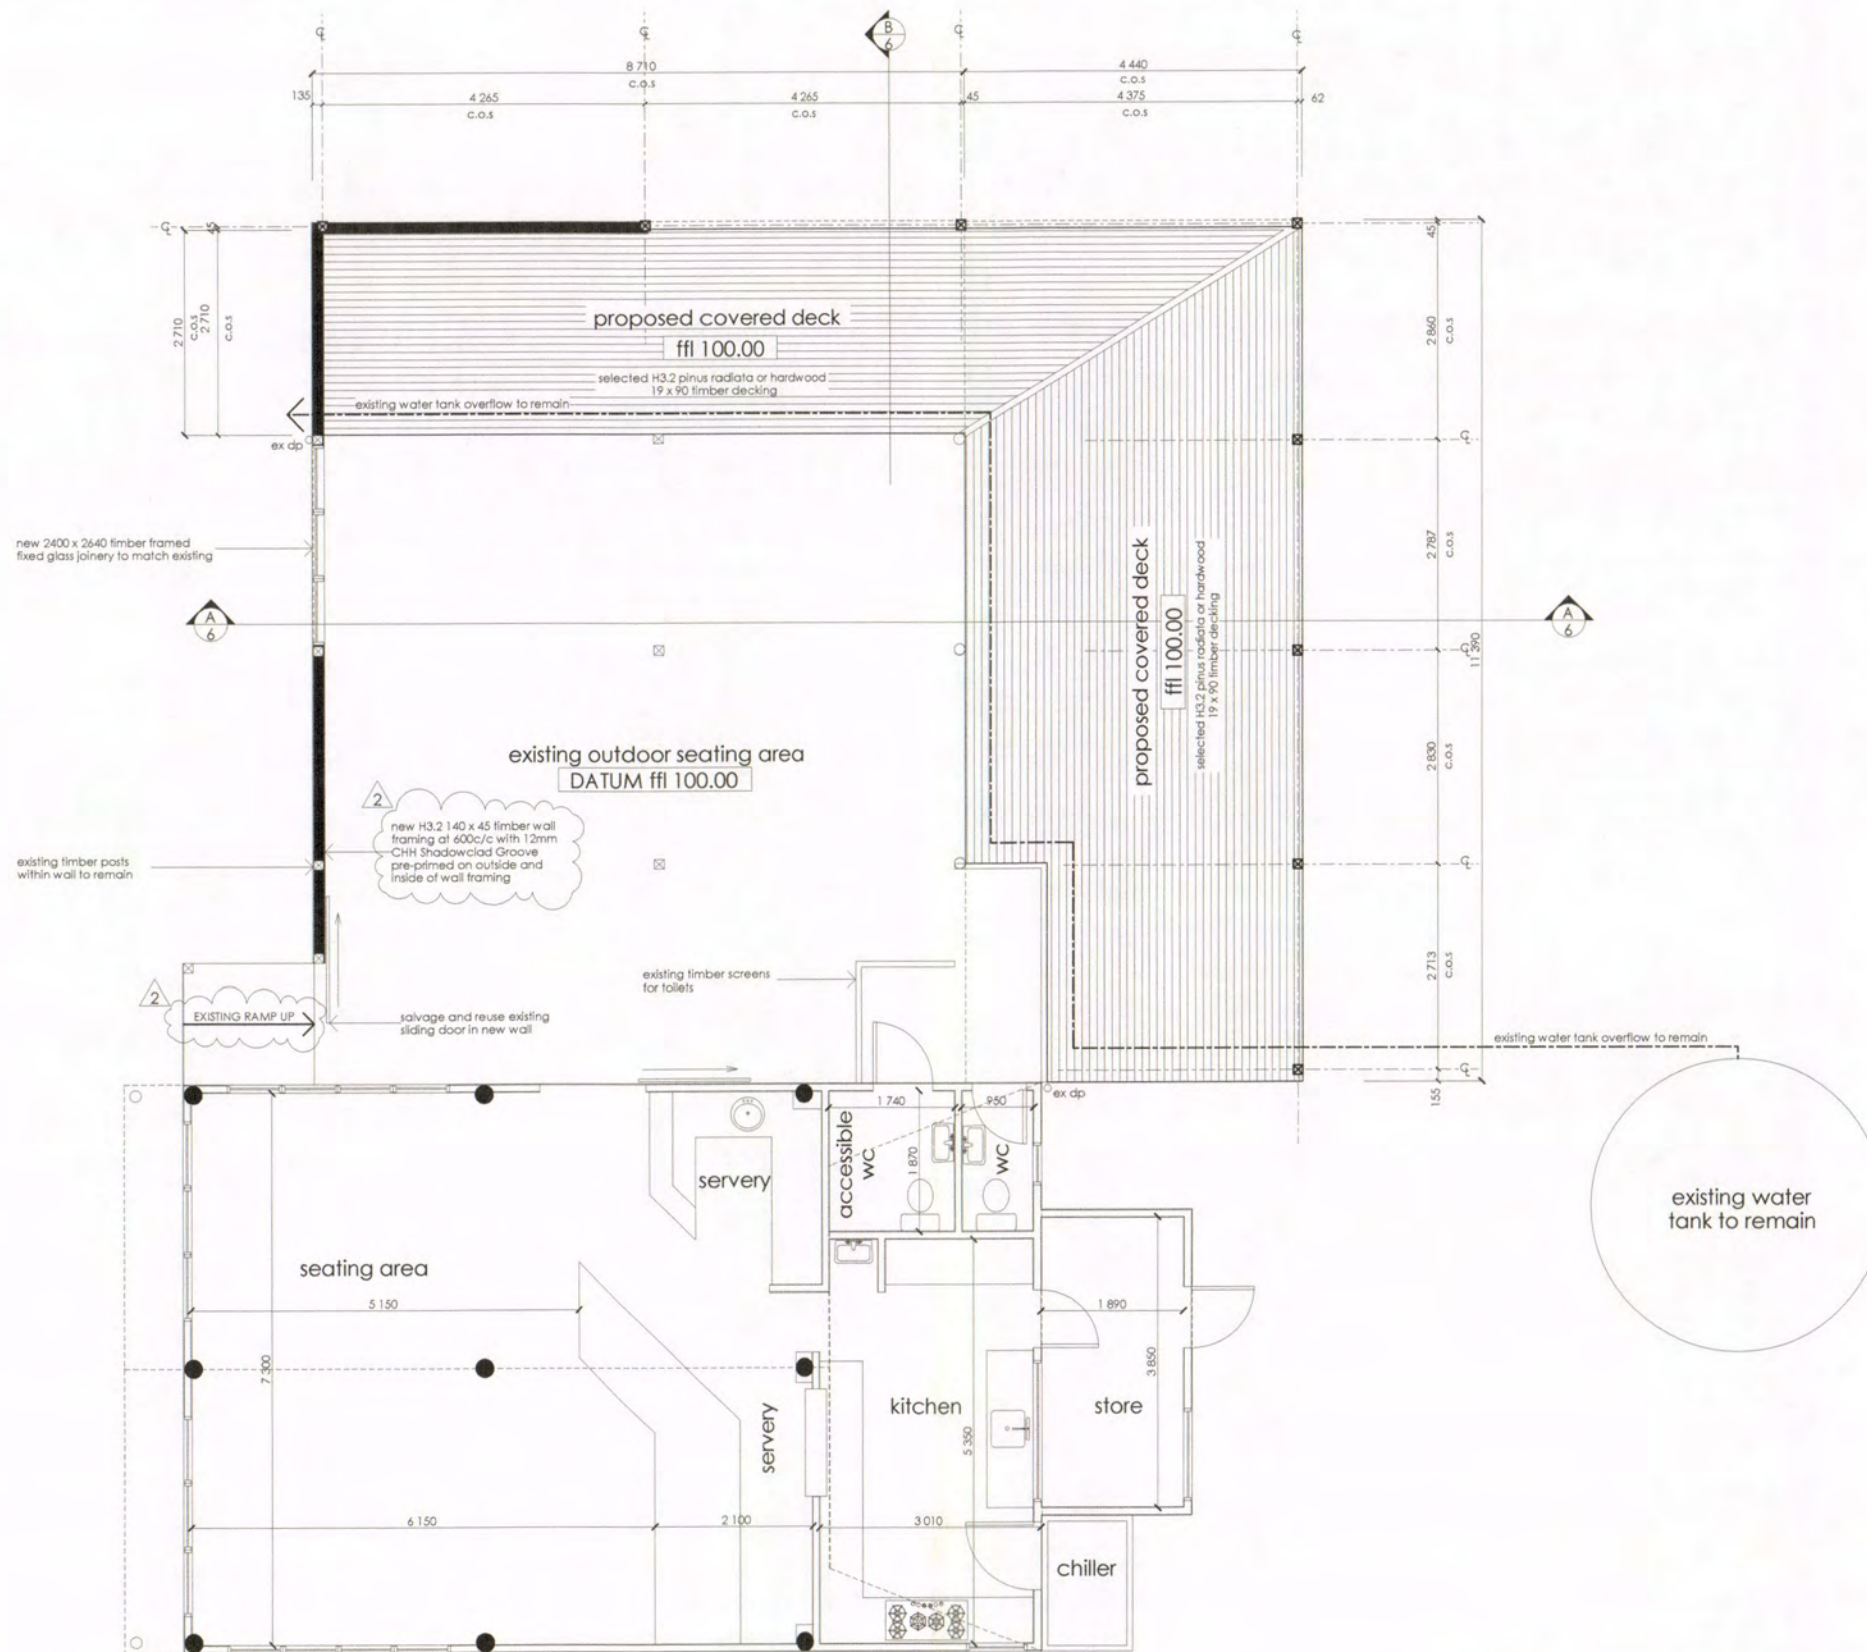 B
6
8 710
c.o.s
4 440
c.o.s
135
4 265
c.o.s
4 265
c.o.s
45
4 375
c.o.s
62
45
2 710
c.o.s
2 710
c.o.s
proposed covered deck
ffl 100.00
selected H3.2 pinus radiata or hardwood
19 x 90 timber decking
existing water tank overflow to remain
ex dp
45
2 860
c.o.s
2 787
c.o.s
2 830
c.o.s
2 713
c.o.s
11 390
155
new 2400 x 2640 timber framed
fixed glass joinery to match existing
A
6
A
6
proposed covered deck
ffl 100.00
selected H3.2 pinus radiata or hardwood
19 x 90 timber decking
existing outdoor seating area
DATUM ffl 100.00
2
new H3.2 140 x 45 timber wall
framing at 600c/c with 12mm
CHH Shadowclad Groove
pre-primed on outside and
inside of wall framing
existing timber posts
within wall to remain
existing timber screens
for toilets
2
EXISTING RAMP UP
salvage and reuse existing
sliding door in new wall
existing water tank overflow to remain
ex dp
1 740
950
accessible
wc
1 870
wc
servery
existing water
tank to remain
seating area
5 150
1 890
7 300
3 850
kitchen
store
servery
5 350
6 150
2 100
3 010
chiller